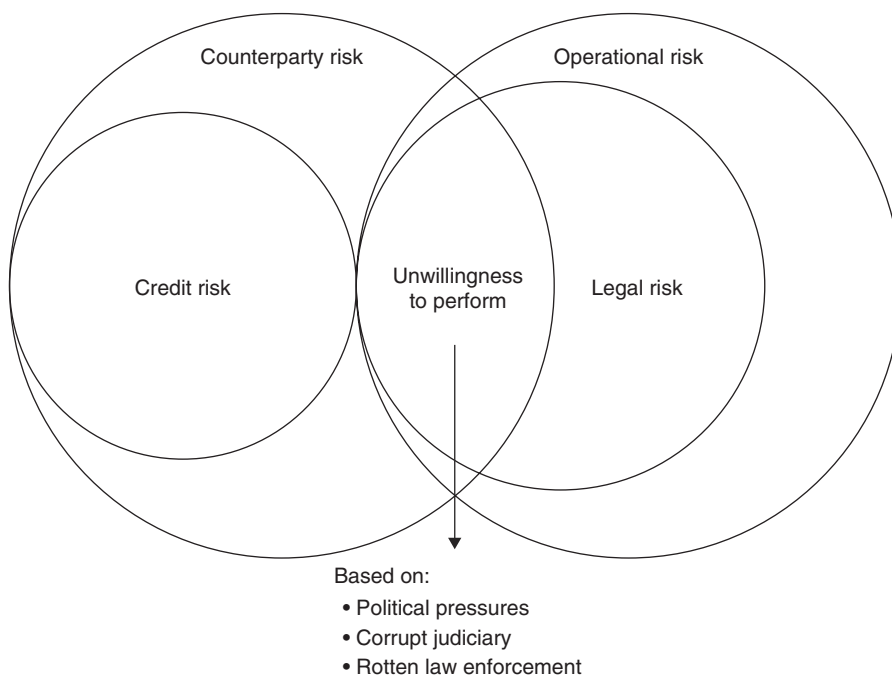 Counterparty risk
Operational risk
Credit risk
Unwillingness
to perform
Legal risk
Based on:
• Political pressures
• Corrupt judiciary
• Rotten law enforcement